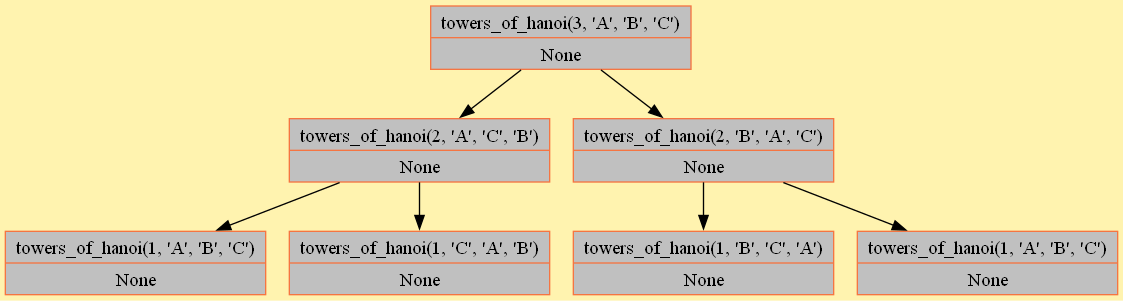 towers_of_hanoi(3, 'A', 'B', 'C')
None
towers_of_hanoi(2, 'A', 'C', 'B')
None
towers_of_hanoi(2, 'B', 'A', 'C')
None
towers_of_hanoi(1, 'A', 'B', 'C')
None
towers_of_hanoi(1, 'C', 'A', 'B')
None
towers_of_hanoi(1, 'B', 'C', 'A')
None
towers_of_hanoi(1, 'A', 'B', 'C')
None